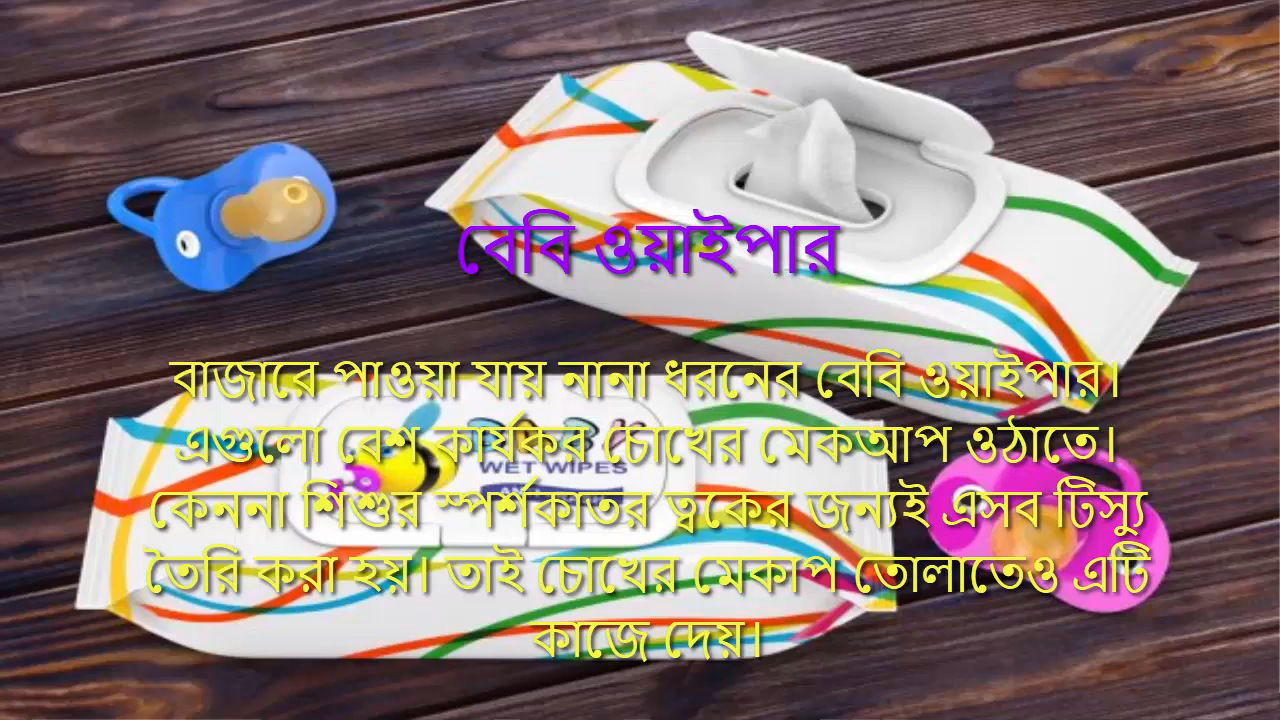 বেবি ওয়াইপার
বাজারে পাওয়া যায় নানা ধরনের বেবি ওয়াইপার।
এগুলো বেশ কার্যকর চোখের মেকআপ ওঠাতে।
WET WIPES
কেননা শিশুর স্পর্শকাতর ত্বকের জন্যই এসব টিস্যু
তৈরি করা হয়। তাই চোখের মেকাপ তোলাতেও এটি
কাজে দেয়।